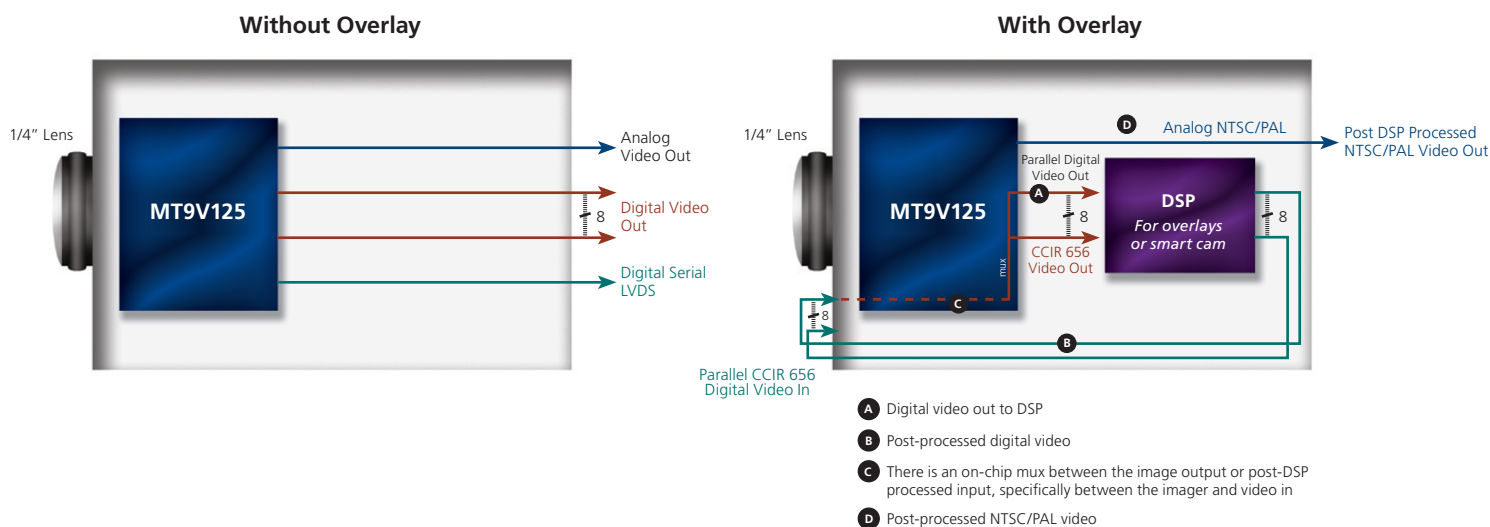 Without Overlay
1/4” Lens
MT9V125
Analog
Video Out
8
Digital Video
Out
Digital Serial
LVDS
With Overlay
1/4” Lens
MT9V125
D
Analog NTSC/PAL
Post DSP Processed
NTSC/PAL Video Out
Parallel Digital
Video Out
A
8
CCIR 656
Video Out
mux
DSP
For overlays
or smart cam
8
C
8
B
Parallel CCIR 656
Digital Video In
A Digital video out to DSP
B Post-processed digital video
C There is an on-chip mux between the image output or post-DSP
processed input, specifically between the imager and video in
D Post-processed NTSC/PAL video